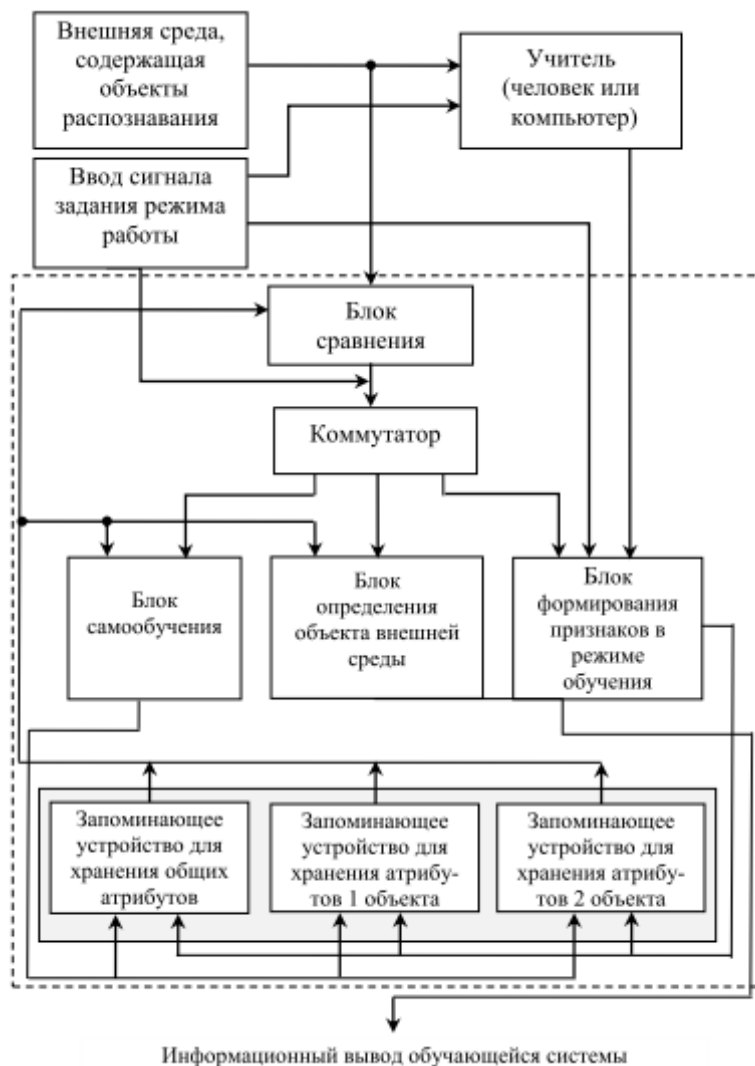 Внешняя среда,
содержащая
объекты
распознавания
Учитель
(человек или
компьютер)
Ввод сигнала
задания режима
работы
Блок
сравнения
Коммутатор
Блок
самообучения
Блок
определения
объекта внешней
среды
Блок
формирования
признаков в
режиме
обучения
Запоминающее
устройство для
хранения общих
атрибутов
Запоминающее
устройство для
хранения атрибу-
тов 1 объекта
Запоминающее
устройство для
хранения атрибу-
тов 2 объекта
Информационный вывод обучающейся системы